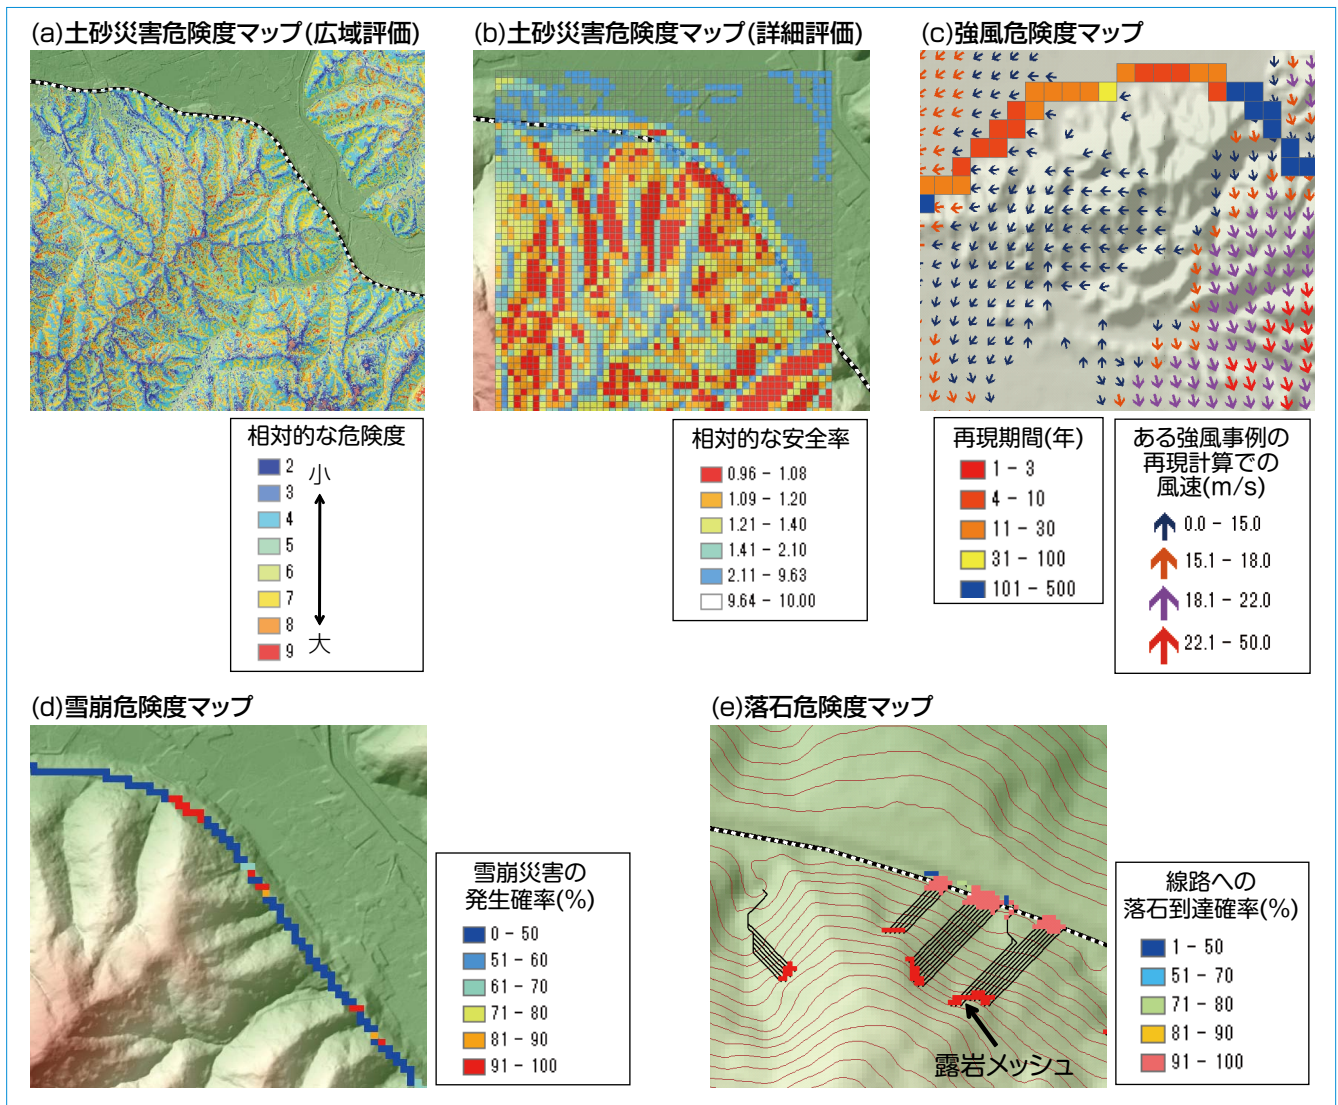 (a)土砂災害危険度マップ(広域評価)
(b)土砂災害危険度マップ(詳細評価)
(c)強風危険度マップ
相対的な危険度
2
3
4
5
6
7
8
9
小
大
相対的な安全率
0.96 − 1.08
1.09 − 1.20
1.21 − 1.40
1.41 − 2.10
2.11 − 9.63
9.64 − 10.00
再現期間(年)
1 − 3
4 − 10
11 − 30
31 − 100
101 − 500
ある強風事例の
再現計算での
風速(m/s)
0.0 − 15.0
15.1 − 18.0
18.1 − 22.0
22.1 − 50.0
(d)雪崩危険度マップ
雪崩災害の
発生確率(%)
0 − 50
51 − 60
61 − 70
71 − 80
81 − 90
91 − 100
(e)落石危険度マップ
露岩メッシュ
線路への
落石到達確率(%)
1 − 50
51 − 70
71 − 80
81 − 90
91 − 100